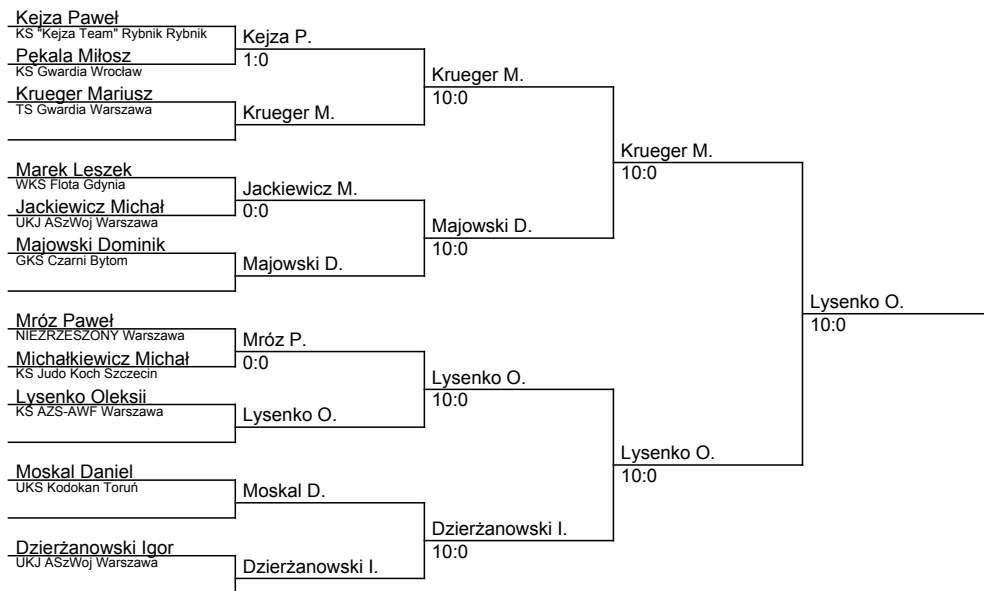 Kejza Paweł
KS "Kejza Team" Rybnik Rybnik
Pękala Miłosz
KS Gwardia Wrocław
Krueger Mariusz
TS Gwardia Warszawa
Marek Leszek
WKS Flota Gdynia
Jackiewicz Michał
UKJ ASzWoj Warszawa
Majowski Dominik
GKS Czarni Bytom
Mróz Paweł
NIEZRZESZONY Warszawa
Michałkiewicz Michał
KS Judo Koch Szczecin
Lysenko Oleksii
KS AZS-AWF Warszawa
Moskal Daniel
UKS Kodokan Toruń
Dzierżanowski Igor
UKJ ASzWoj Warszawa
Kejza P.
1:0
Krueger M.
Jackiewicz M.
0:0
Majowski D.
Mróz P.
0:0
Lysenko O.
Moskal D.
Dzierżanowski I.
Krueger M.
10:0
Majowski D.
10:0
Lysenko O.
10:0
Dzierżanowski I.
10:0
Krueger M.
10:0
Lysenko O.
10:0
Lysenko O.
10:0